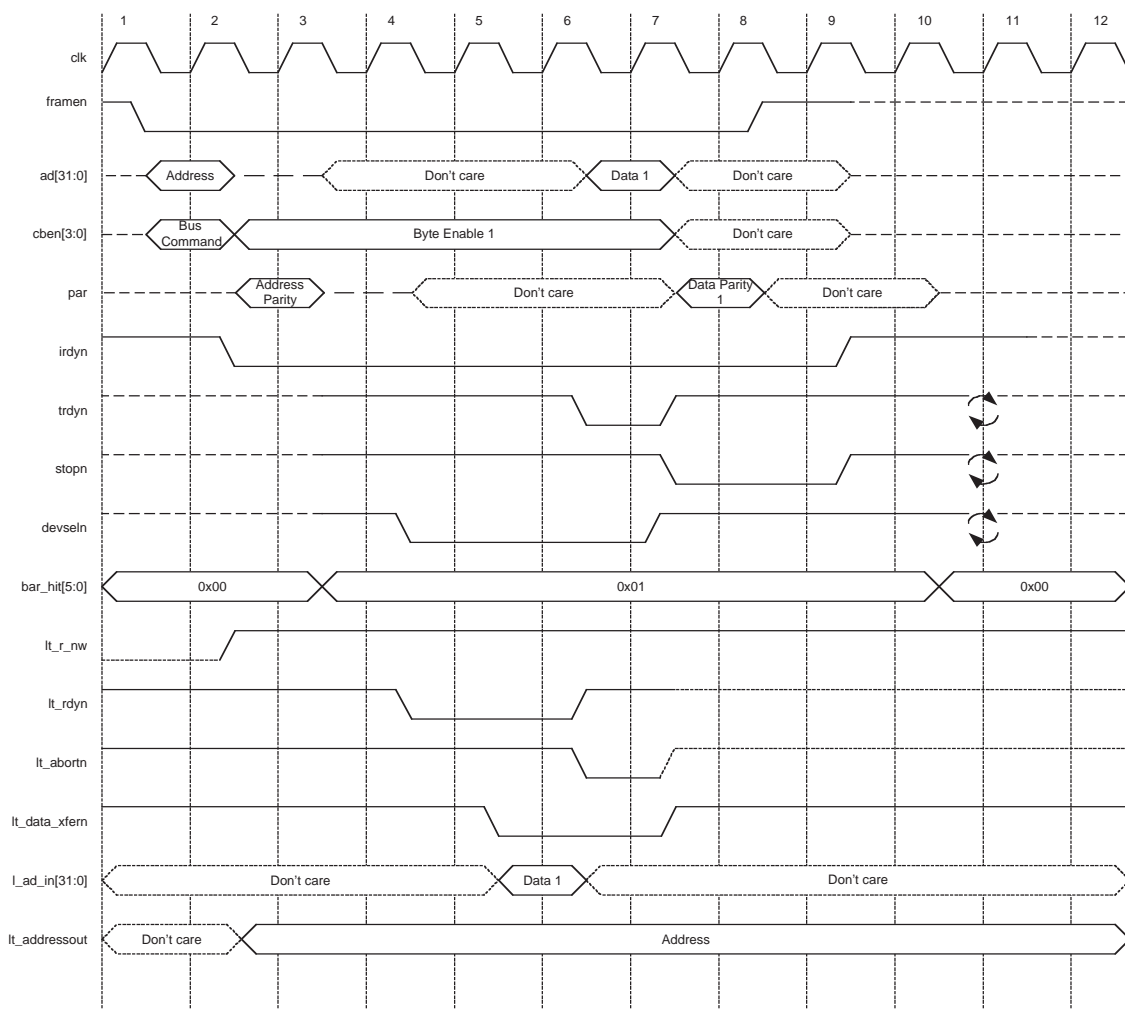 1 2 3 4 5 6 7 8 9 10 11 12
clk
framen
ad[31:0] Address Don't care Data 1 Don't care
cben[3:0] Bus Command Byte Enable 1 Don't care
par Address Parity Don't care Data Parity 1 Don't care
irdyn
trdyn
stopn
devseln
bar_hit[5:0] 0x00 0x01 0x00
lt_r_nw
lt_rdyn
lt_abortn
lt_data_xfern
l_ad_in[31:0] Don't care Data 1 Don't care
lt_addressout Don't care Address